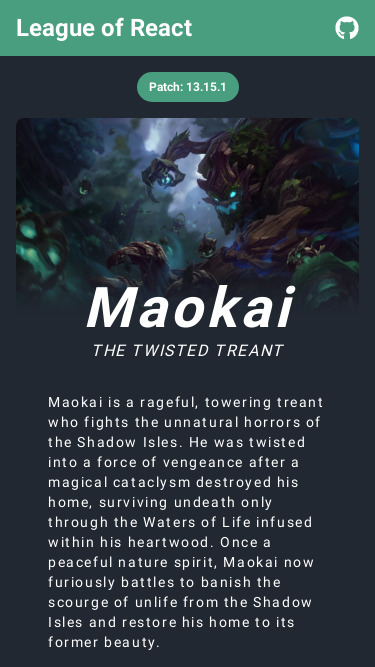 League of React
Patch: 13.15.1
Maokai
THE TWISTED TREANT
Maokai is a rageful, towering treant
who fights the unnatural horrors of
the Shadow Isles. He was twisted
into a force of vengeance after a
magical cataclysm destroyed his
home, surviving undeath only
through the Waters of Life infused
within his heartwood. Once a
peaceful nature spirit, Maokai now
furiously battles to banish the
scourge of unlife from the Shadow
Isles and restore his home to its
former beauty.